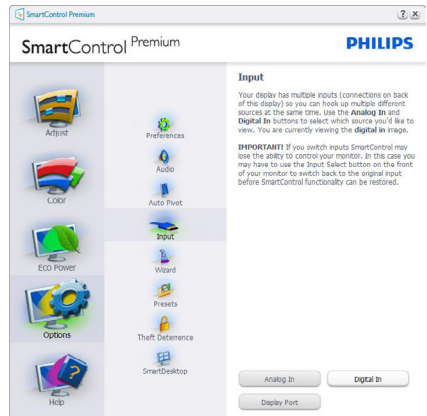 SmartControl Premium
? X
SmartControl Premium
PHILIPS
Adjust
Color
Eco Power
Options
Help
Preferences
Audio
Auto Pivot
Input
Wizard
Presets
Theft Deterrence
SmartDesktop
Input
Your display has multiple inputs (connections on back
of this display) so you can hook up multiple different
sources at the same time. Use the Analog In and
Digital In buttons to select which source you'd like to
view. You are currently viewing the digital in image.
IMPORTANT! If you switch inputs SmartControl may
lose the ability to control your monitor. In this case you
may have to use the Input Select button on the front
of your monitor to switch back to the original input
before SmartControl functionality can be restored.
Analog In
Digital In
Display Port